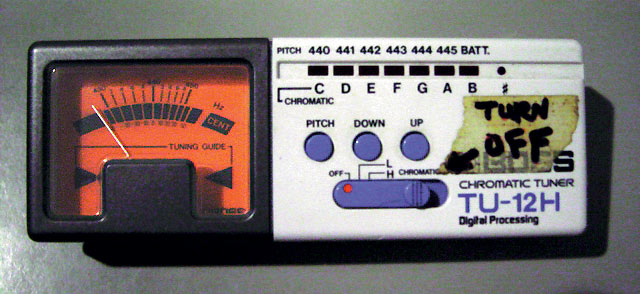 PITCH 440 441 442 443 444 445 BATT.
C D E F G A B ♯
CHROMATIC
PITCH DOWN UP
TURN
OFF
OFF L
H CHROMATIC
S
CHROMATIC TUNER
TU-12H
Digital Processing
440
Hz
CENT
TUNING GUIDE